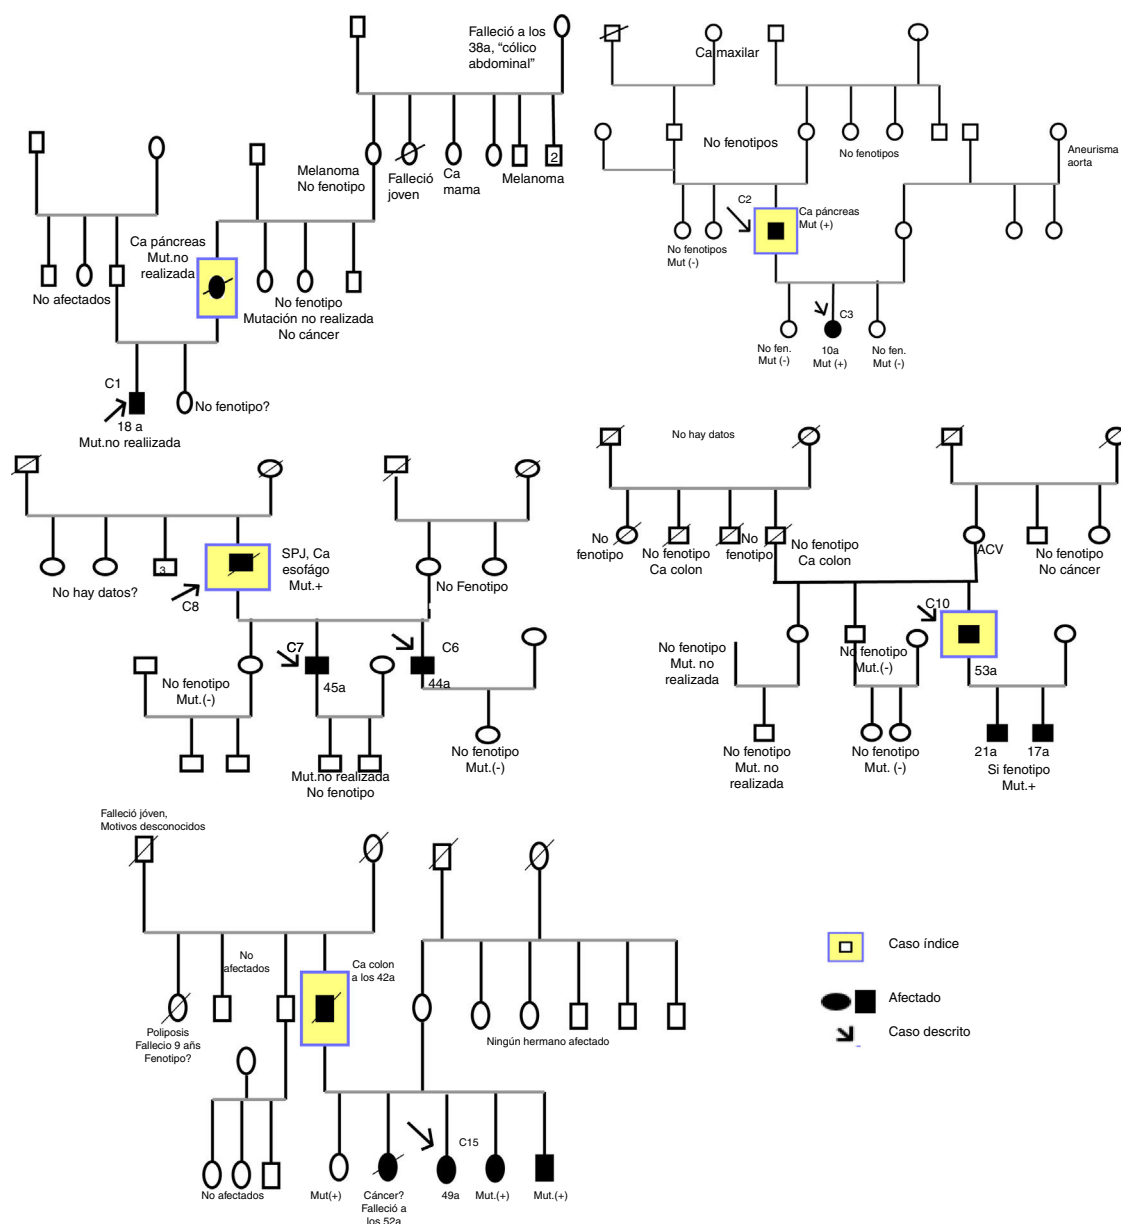 Falleció a los
38a, “cólico
abdominal”
Melanoma
No fenotipo
Falleció
joven
Ca
mama
2
Melanoma
Ca páncreas
Mut.no
realizada
No afectados
No fenotipo
Mutación no realizada
No cáncer
C1
18 a
Mut.no realiizada
No fenotipo?
Ca maxilar
No fenotipos
No fenotipos
Aneurisma
aorta
C2
Ca páncreas
Mut (+)
No fenotipos
Mut (-)
C3
No fen.
Mut (-)
10a
Mut (+)
No fen.
Mut (-)
3
No hay datos?
SPJ, Ca
esofágo
Mut.+
C8
No Fenotipo
C7
C6
No fenotipo
Mut.(-)
45a
44a
Mut.no realizada
No fenotipo
No fenotipo
Mut.(-)
No hay datos
No
fenotipo
No fenotipo
Ca colon
No
fenotipo
No fenotipo
Ca colon
ACV
No fenotipo
No cáncer
C10
No fenotipo
Mut. no
realizada
No fenotipo
Mut.(-)
53a
No fenotipo
Mut. no
realizada
No fenotipo
Mut. (-)
21a
17a
Si fenotipo
Mut.+
Falleció jóven,
Motivos desconocidos
No
afectados
Ca colon
a los 42a
Poliposis
Fallecio 9 añs
Fenotipo?
Ningún hermano afectado
C15
No afectados
Mut(+)
Cáncer?
Falleció a
los 52a
49a
Mut.(+)
Mut.(+)
Caso índice
Afectado
Caso descrito